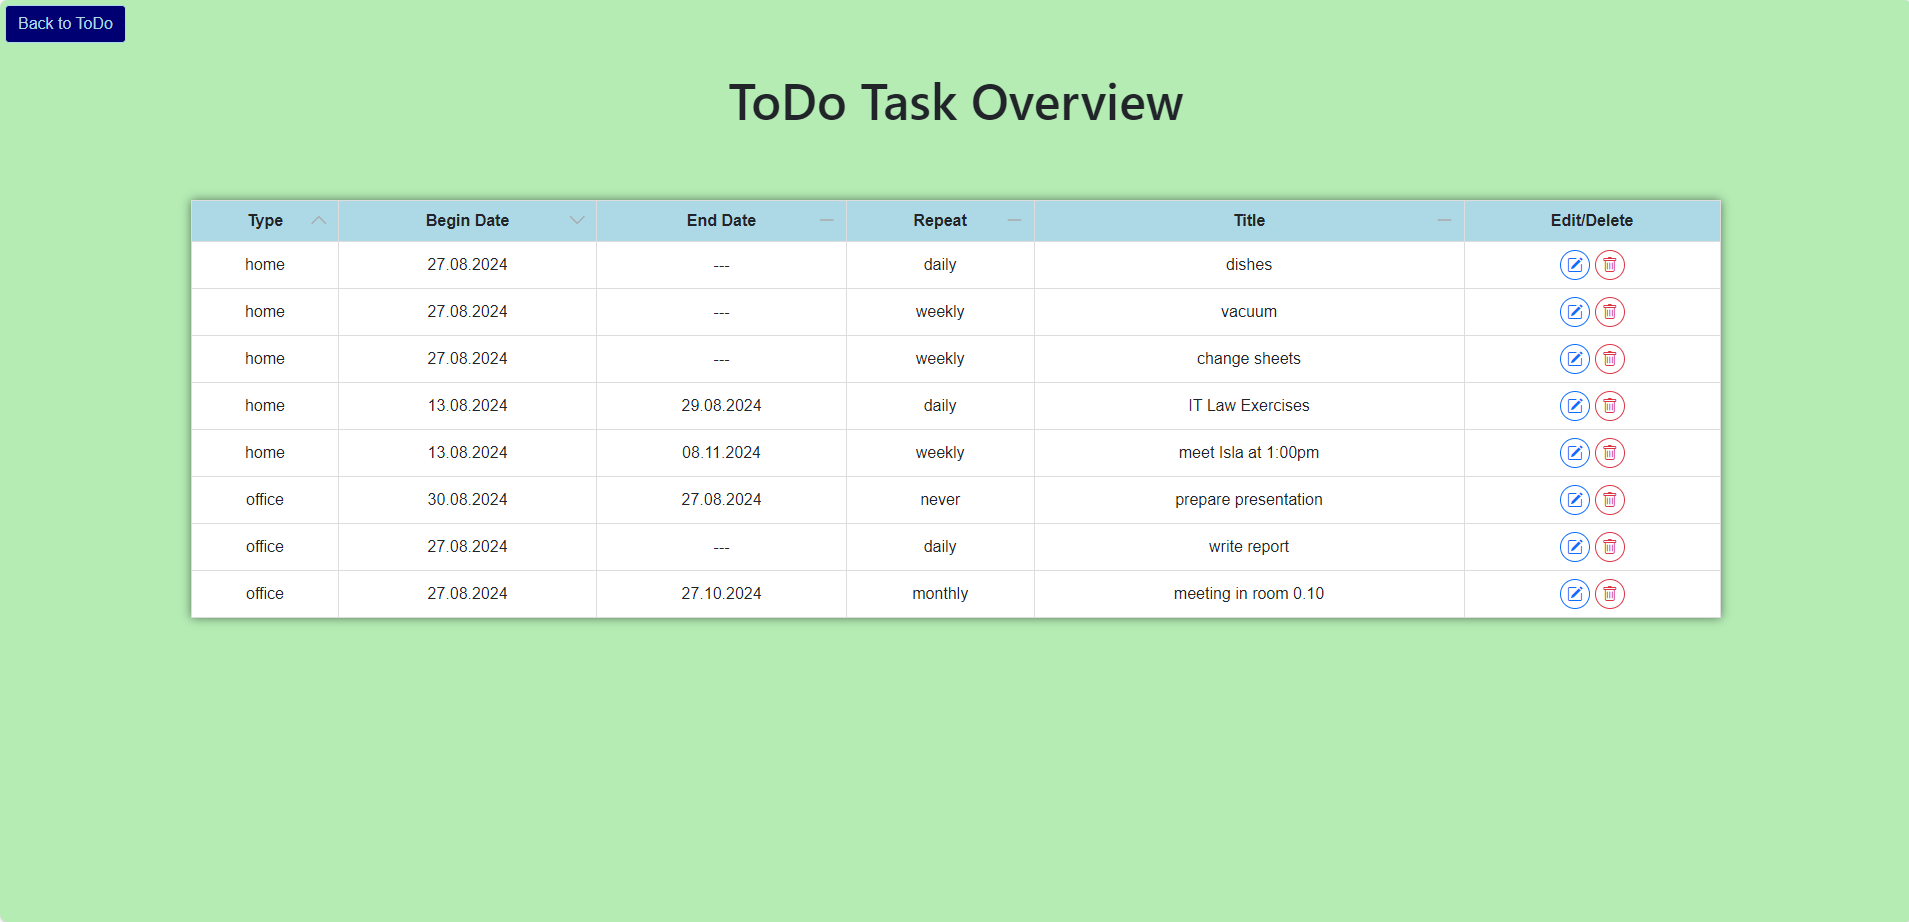 Back to ToDo
ToDo Task Overview
Type Begin Date End Date Repeat Title Edit/Delete
home 27.08.2024 --- daily dishes
home 27.08.2024 --- weekly vacuum
home 27.08.2024 --- weekly change sheets
home 13.08.2024 29.08.2024 daily IT Law Exercises
home 13.08.2024 08.11.2024 weekly meet Isla at 1:00pm
office 30.08.2024 27.08.2024 never prepare presentation
office 27.08.2024 --- daily write report
office 27.08.2024 27.10.2024 monthly meeting in room 0.10